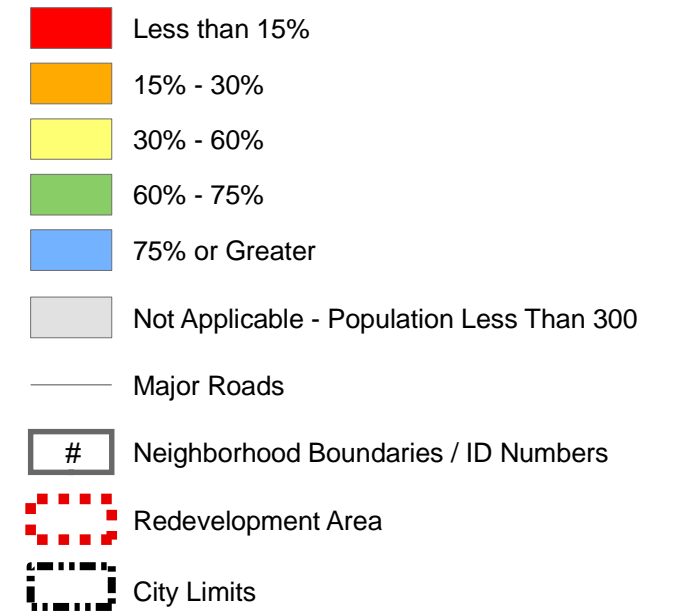 Less than 15%
15% - 30%
30% - 60%
60% - 75%
75% or Greater
Not Applicable - Population Less Than 300
Major Roads
# Neighborhood Boundaries / ID Numbers
Redevelopment Area
City Limits